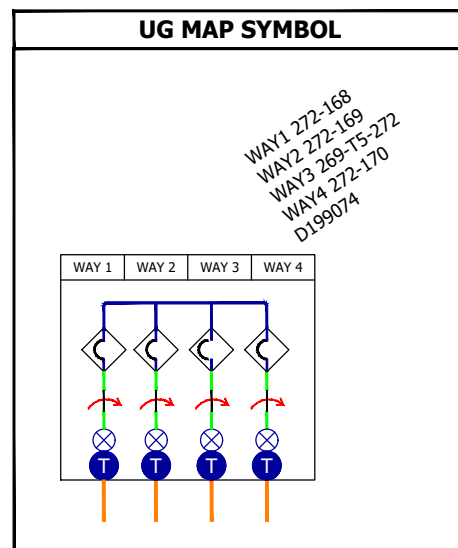 UG MAP SYMBOL
WAY1 272-168
WAY2 272-169
WAY3 269-T5-272
WAY4 272-170
D199074
WAY 1 WAY 2 WAY 3 WAY 4
T T T T